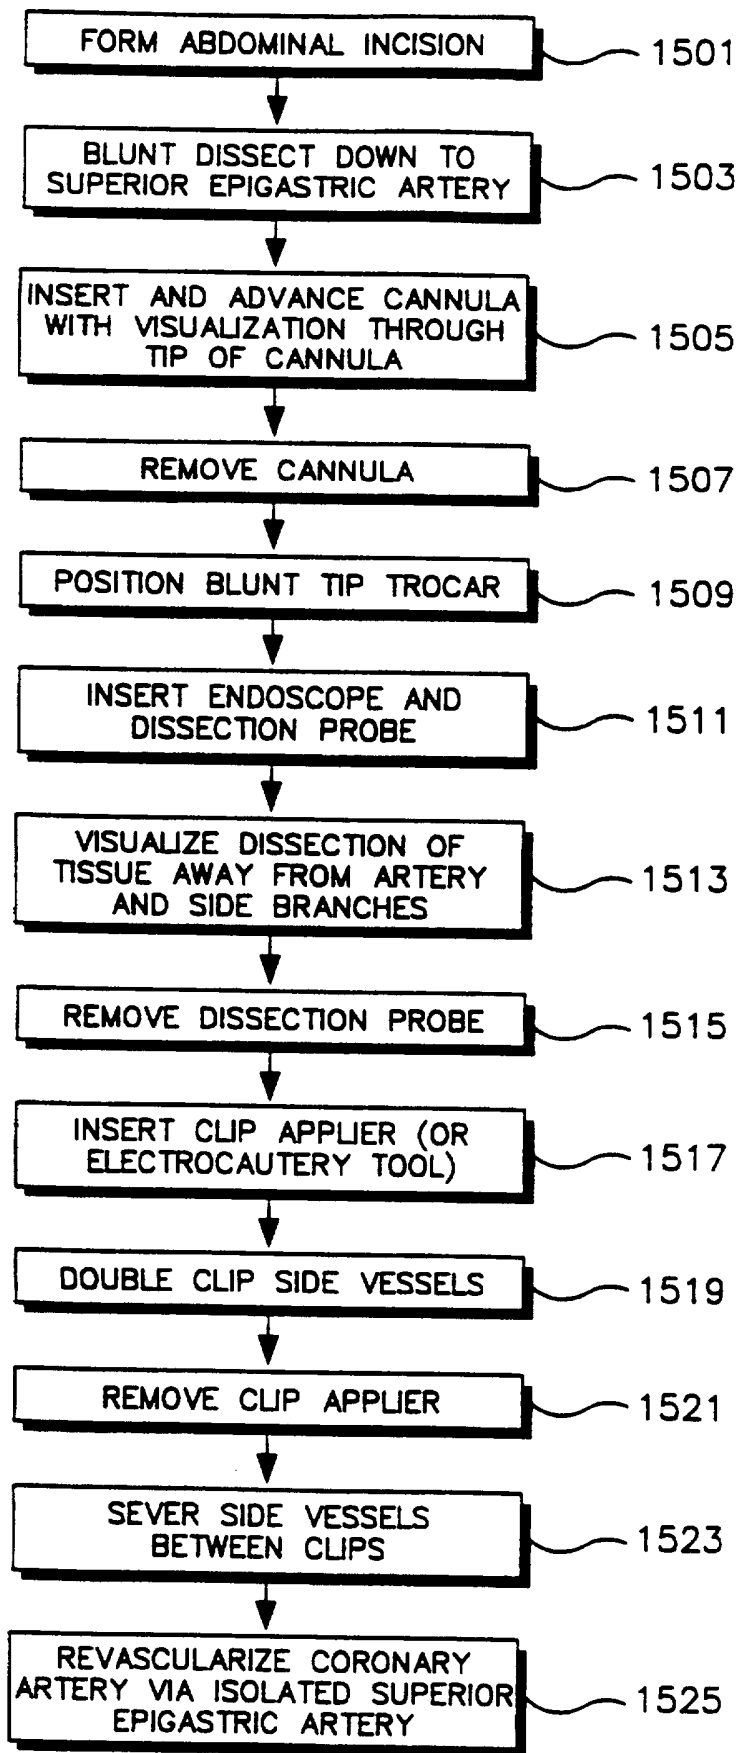 FORM ABDOMINAL INCISION
1501
BLUNT DISSECT DOWN TO
SUPERIOR EPIGASTRIC ARTERY
1503
INSERT AND ADVANCE CANNULA
WITH VISUALIZATION THROUGH
TIP OF CANNULA
1505
REMOVE CANNULA
1507
POSITION BLUNT TIP TROCAR
1509
INSERT ENDOSCOPE AND
DISSECTION PROBE
1511
VISUALIZE DISSECTION OF
TISSUE AWAY FROM ARTERY
AND SIDE BRANCHES
1513
REMOVE DISSECTION PROBE
1515
INSERT CLIP APPLIER (OR
ELECTROCAUTERY TOOL)
1517
DOUBLE CLIP SIDE VESSELS
1519
REMOVE CLIP APPLIER
1521
SEVER SIDE VESSELS
BETWEEN CLIPS
1523
REVASCULARIZE CORONARY
ARTERY VIA ISOLATED SUPERIOR
EPIGASTRIC ARTERY
1525